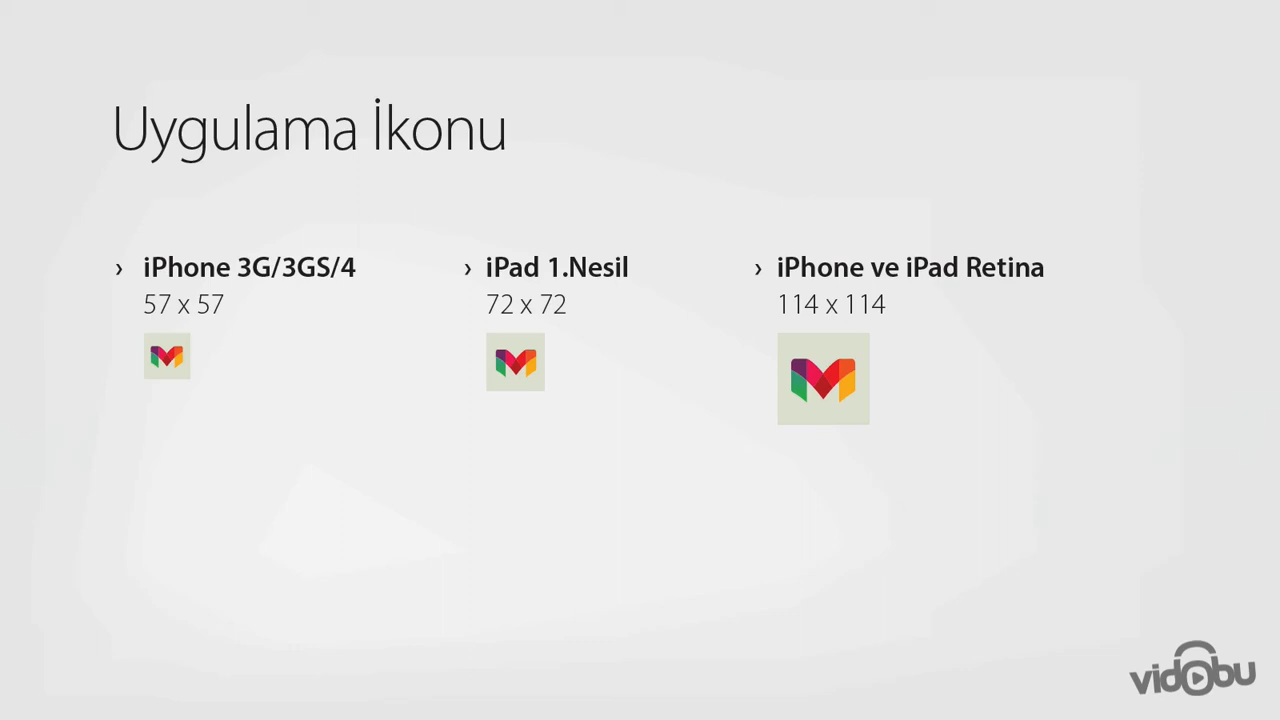 Uygulama İkonu
› iPhone 3G/3GS/4
57 x 57
› iPad 1.Nesil
72 x 72
› iPhone ve iPad Retina
114 x 114
vidobu